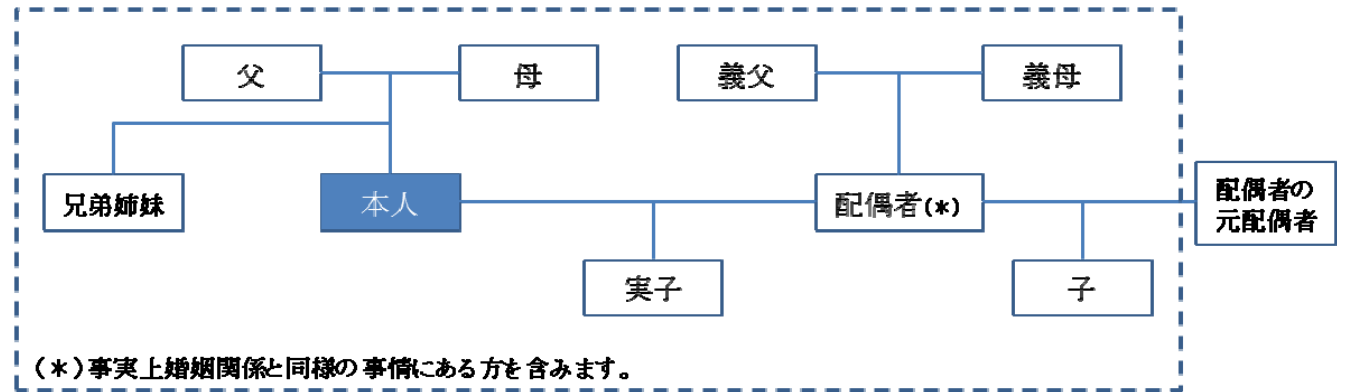 父
母
義父
義母
兄弟姉妹
本人
配偶者(*)
配偶者の
元配偶者
実子
子
(*)事実上婚姻関係と同様の事情にある方を含みます。